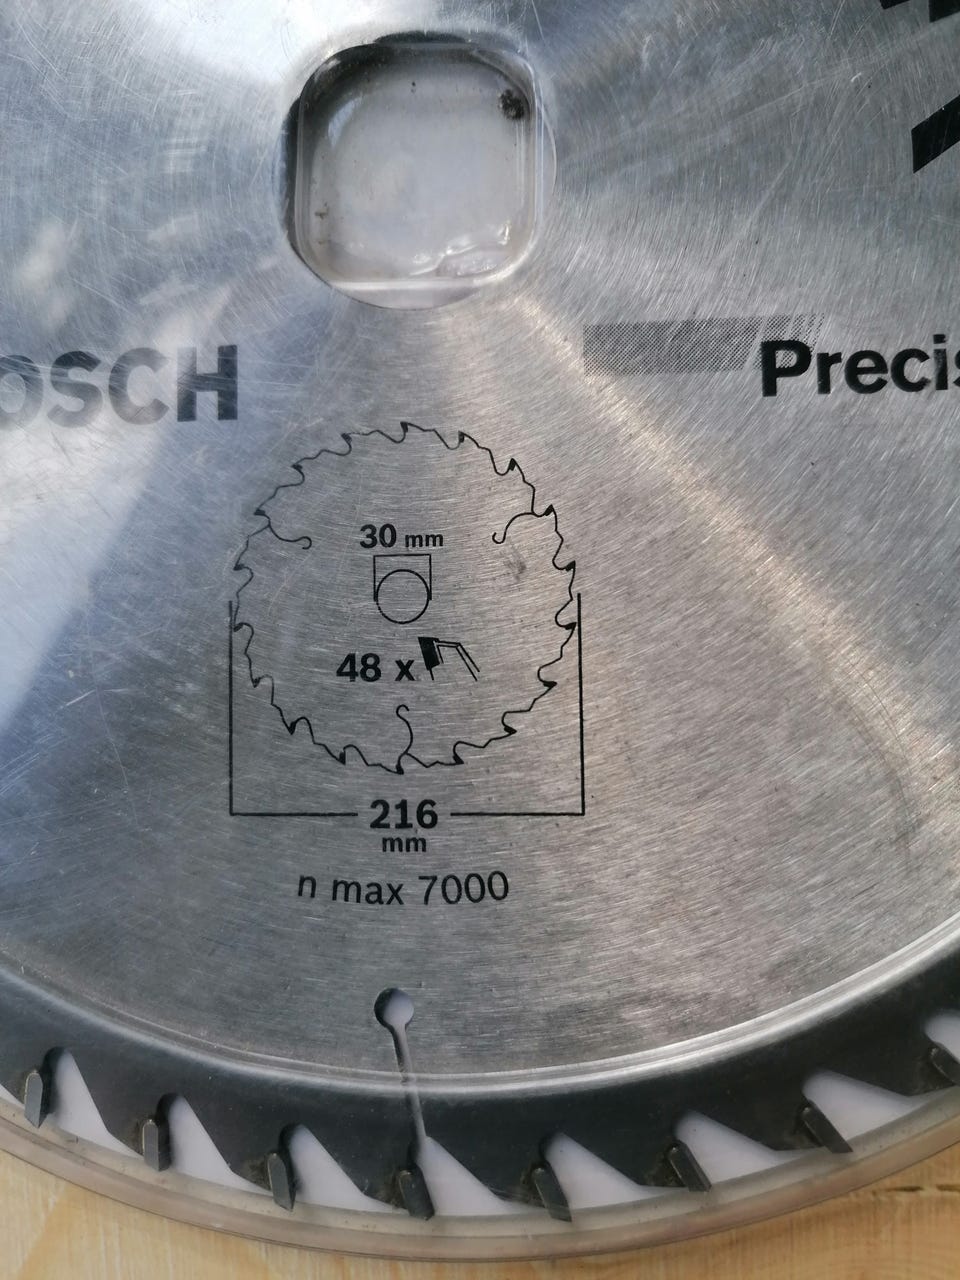 OSCH
Precis
30 mm
48 x
216
mm
n max 7000